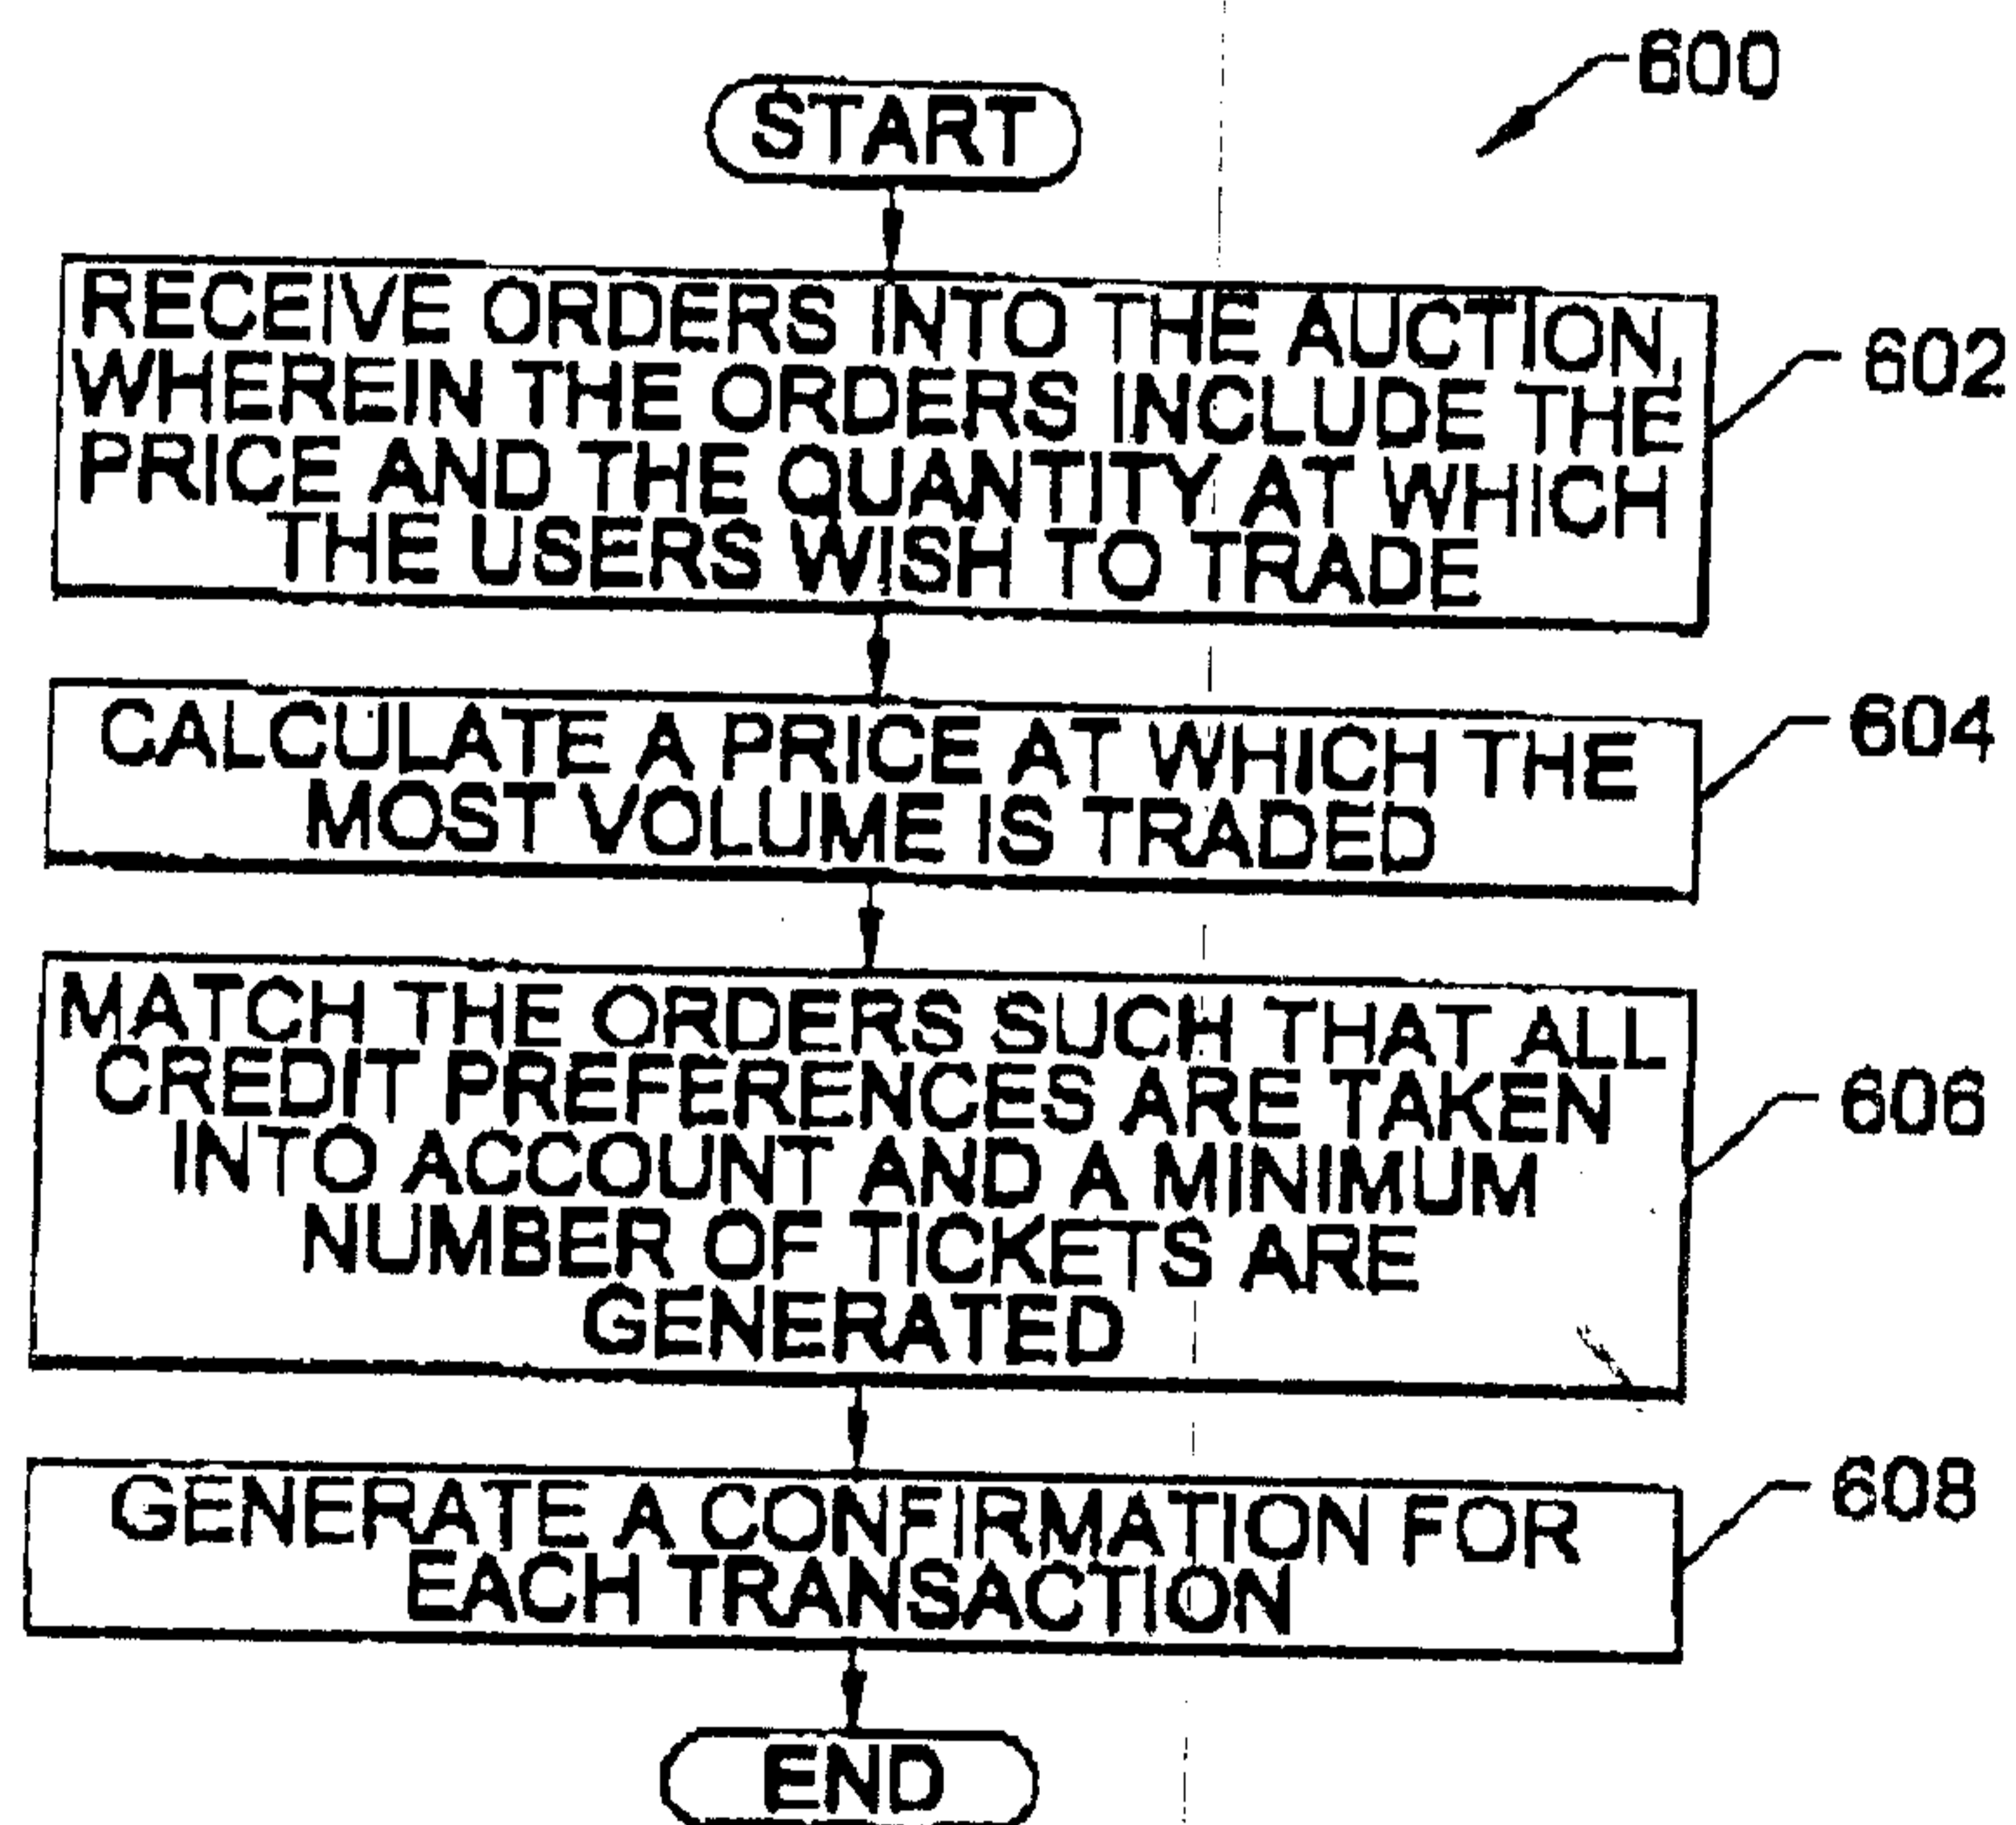 600
START
RECEIVE ORDERS INTO THE AUCTION,
WHEREIN THE ORDERS INCLUDE THE
PRICE AND THE QUANTITY AT WHICH
THE USERS WISH TO TRADE
602
CALCULATE A PRICE AT WHICH THE
MOST VOLUME IS TRADED
604
MATCH THE ORDERS SUCH THAT ALL
CREDIT PREFERENCES ARE TAKEN
INTO ACCOUNT AND A MINIMUM
NUMBER OF TICKETS ARE
GENERATED
606
GENERATE A CONFIRMATION FOR
EACH TRANSACTION
608
END